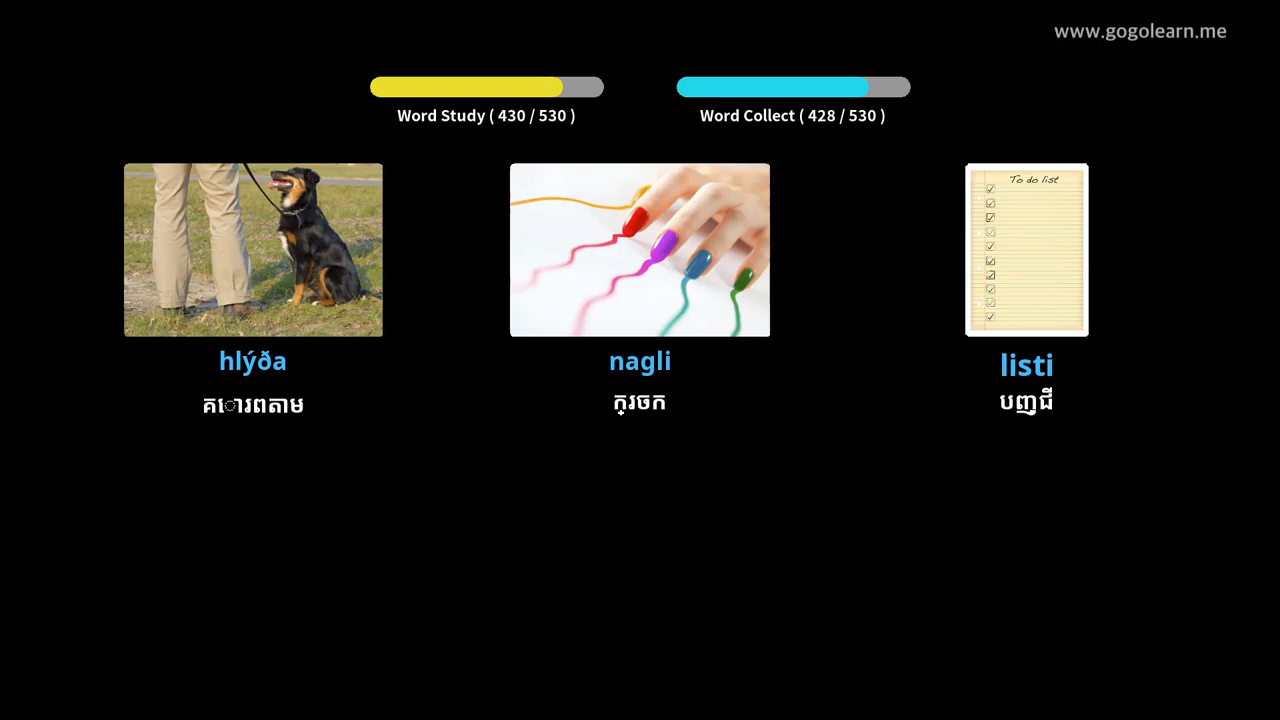 www.gogolearn.me
Word Study ( 430 / 530 )
Word Collect ( 428 / 530 )
To do list
hlýða
nagli
listi
គោរពតាម
ក្រចក
បញ្ជី